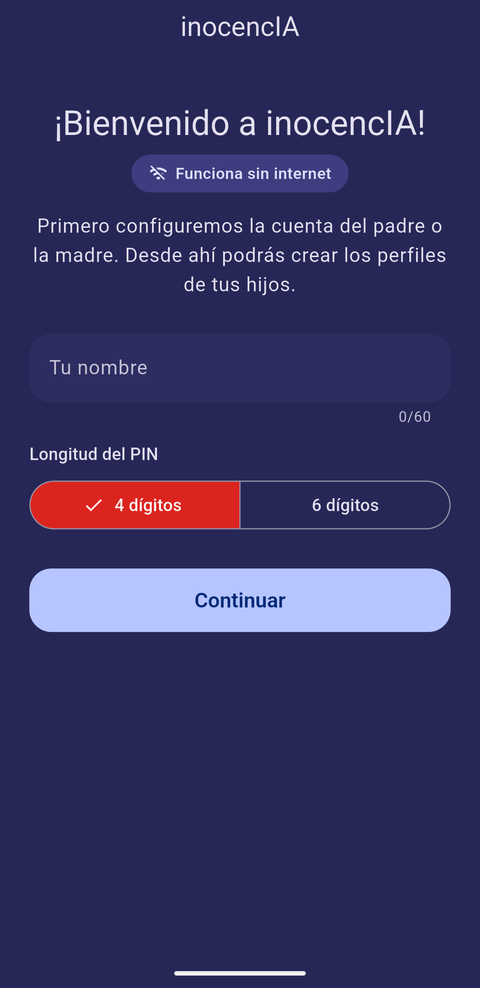 inocencIA
¡Bienvenido a inocencIA!
Funciona sin internet
Primero configuremos la cuenta del padre o
la madre. Desde ahí podrás crear los perfiles
de tus hijos.
Tu nombre
0/60
Longitud del PIN
4 dígitos
6 dígitos
Continuar